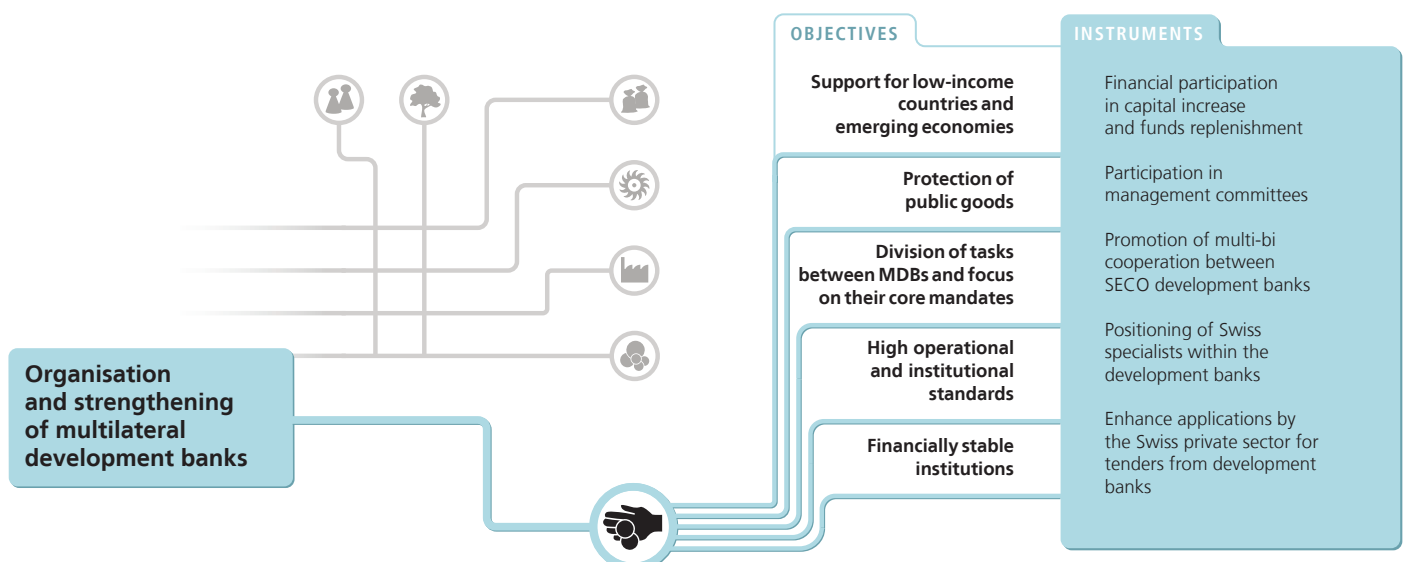 OBJECTIVES
INSTRUMENTS
Support for low-income
countries and
emerging economies
Protection of
public goods
Division of tasks
between MDBs and focus
on their core mandates
High operational
and institutional
standards
Financially stable
institutions
Financial participation
in capital increase
and funds replenishment
Participation in
management committees
Promotion of multi-bi
cooperation between
SECO development banks
Positioning of Swiss
specialists within the
development banks
Enhance applications by
the Swiss private sector for
tenders from development
banks
Organisation
and strengthening
of multilateral
development banks